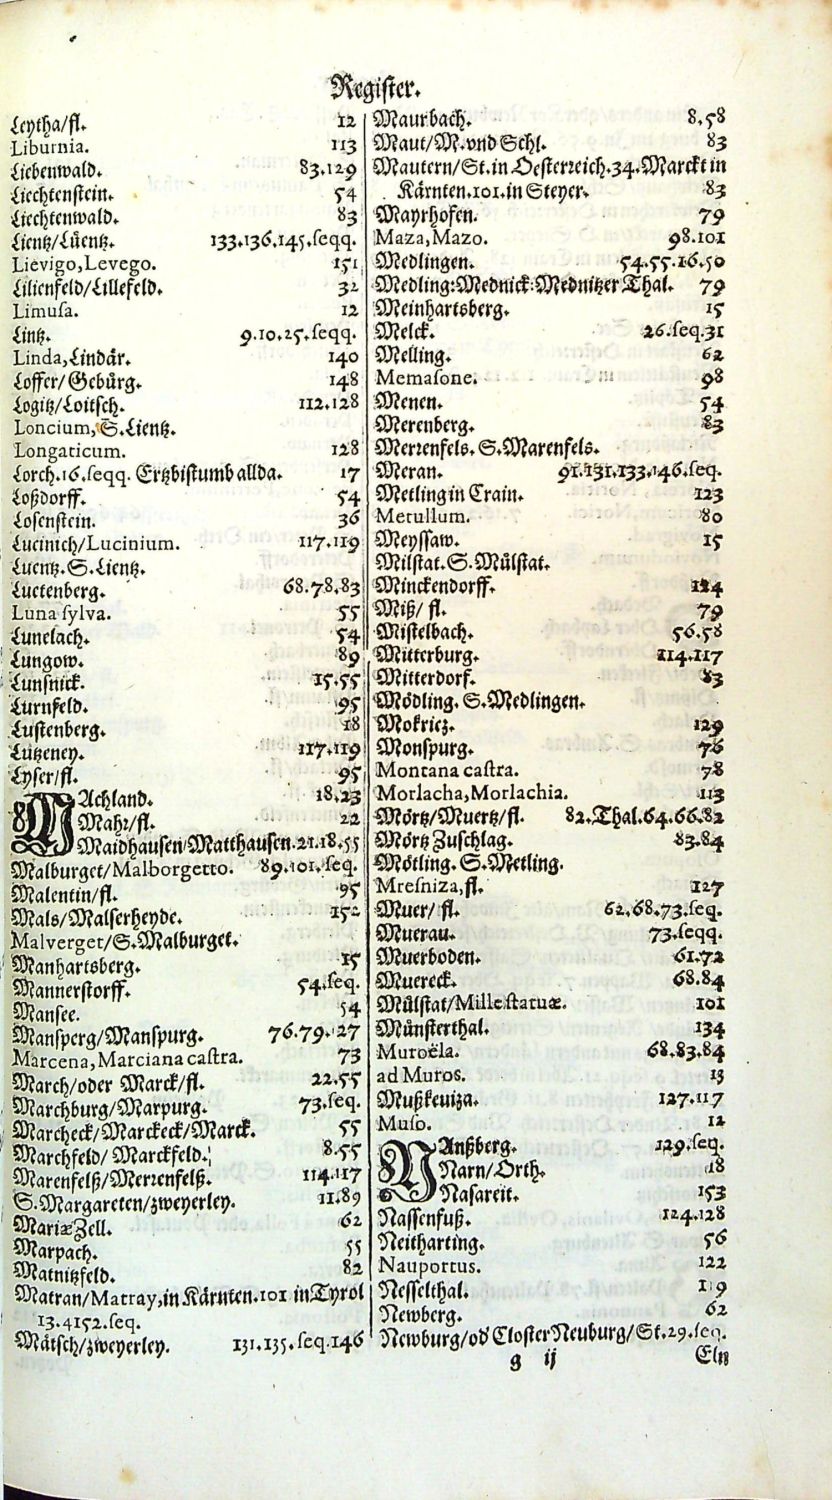 Register.
Leytha/fl. 12
Liburnia. 113
Liebenwald. 83.129
Liechtenstein. 54
Liechtenwald. 83
Lientz/Lüentz. 133.136.145.seqq.
Lievigo, Levego. 151
Lilienfeld/Lillefeld. 32
Limusa. 12
Lintz. 9.10.25.seqq.
Linda, Lindär. 140
Loffer/Gebürg. 148
Logitz/Loitsch. 112.128
Loncium, S. Lientz.
Longaticum. 128
Lorch. 16. seqq. Ertzbistumb allda. 17
Loßdorff. 54
Losenstein. 36
Lucinich/Lucinium. 117.119
Luentz. S. Lientz.
Luetenberg. 68.78.83
Luna sylva. 55
Lunelach. 54
Lungow. 89
Lunsnick. 15.55
Lurnfeld. 95
Lustenberg. 18
Lützeney. 117.119
Lyser/fl. 95
MAchland. 18.23
Mahr/fl. 22
Maidhausen/Matthausen. 21.18.55
Malburget/Malborgetto. 89.101.seq.
Malentin/fl. 95
Mals/Malserheyde. 152
Malverget/S. Malburget.
Manhartsberg. 15
Mannerstorff. 54.seq.
Mansee. 54
Mansperg/Manspurg. 76.79.127
Marcena, Marciana castra. 73
March/oder Marck/fl. 22.55
Marchburg/Marpurg. 73.seq.
Marcheck/Marckeck/Marck. 55
Marchfeld/Marckfeld. 8.55
Marenfelß/Merrenfelß. 114.117
S. Margareten/zweyerley. 11.89
Mariæ Zell. 62
Marpach. 55
Matnitzfeld. 82
Matran/Matray, in Kärnten. 101 in Tyrol
13.4152.seq.
Mätsch/zweyerley. 131.135.seq.146
Maurbach. 8.58
Maut/M. vnd Schl. 83
Mautern/St. in Oesterreich. 34. Marckt in
Kärnten. 101. in Steyer. 83
Mayrhofen. 79
Maza, Mazo. 98.101
Medlingen. 54.55.16.50
Medling: Mednick: Mednitzer Thal. 79
Meinhartsberg. 15
Melck. 26.seq.31
Melling. 62
Memasone. 98
Menen. 54
Merenberg. 83
Merrenfels. S. Marenfels.
Meran. 91.131.133.146.seq.
Metling in Crain. 123
Metullum. 80
Meyssaw. 15
Milstat. S. Mülstat.
Minckendorff. 124
Miß/fl. 79
Mistelbach. 56.58
Mitterburg. 114.117
Mitterdorf. 83
Mödling. S. Medlingen.
Mokriez. 129
Monspurg. 76
Montana castra. 78
Morlacha, Morlachia. 113
Mörtz/Muertz/fl. 82. Thal. 64.66.82
Mörtz Zuschlag. 83.84
Mötling. S. Metling.
Mresniza, fl. 127
Muer/fl. 62.68.73.seq.
Muerau. 73.seqq.
Muerboden. 61.72
Muereck. 68.84
Mülstat/Mille statuæ. 101
Münsterthal. 134
Muroëla. 68.83.84
ad Muros. 13
Mußkeviza. 127.117
Muso. 12
NAnßberg. 129.seq.
Narn/Orth. 18
Nasareit. 153
Nassenfuß. 124.128
Neitharting. 56
Nauportus. 122
Nesselthal. 119
Newberg. 62
Newburg/od' Closter Neuburg/St. 29.seq.
g ij Eln